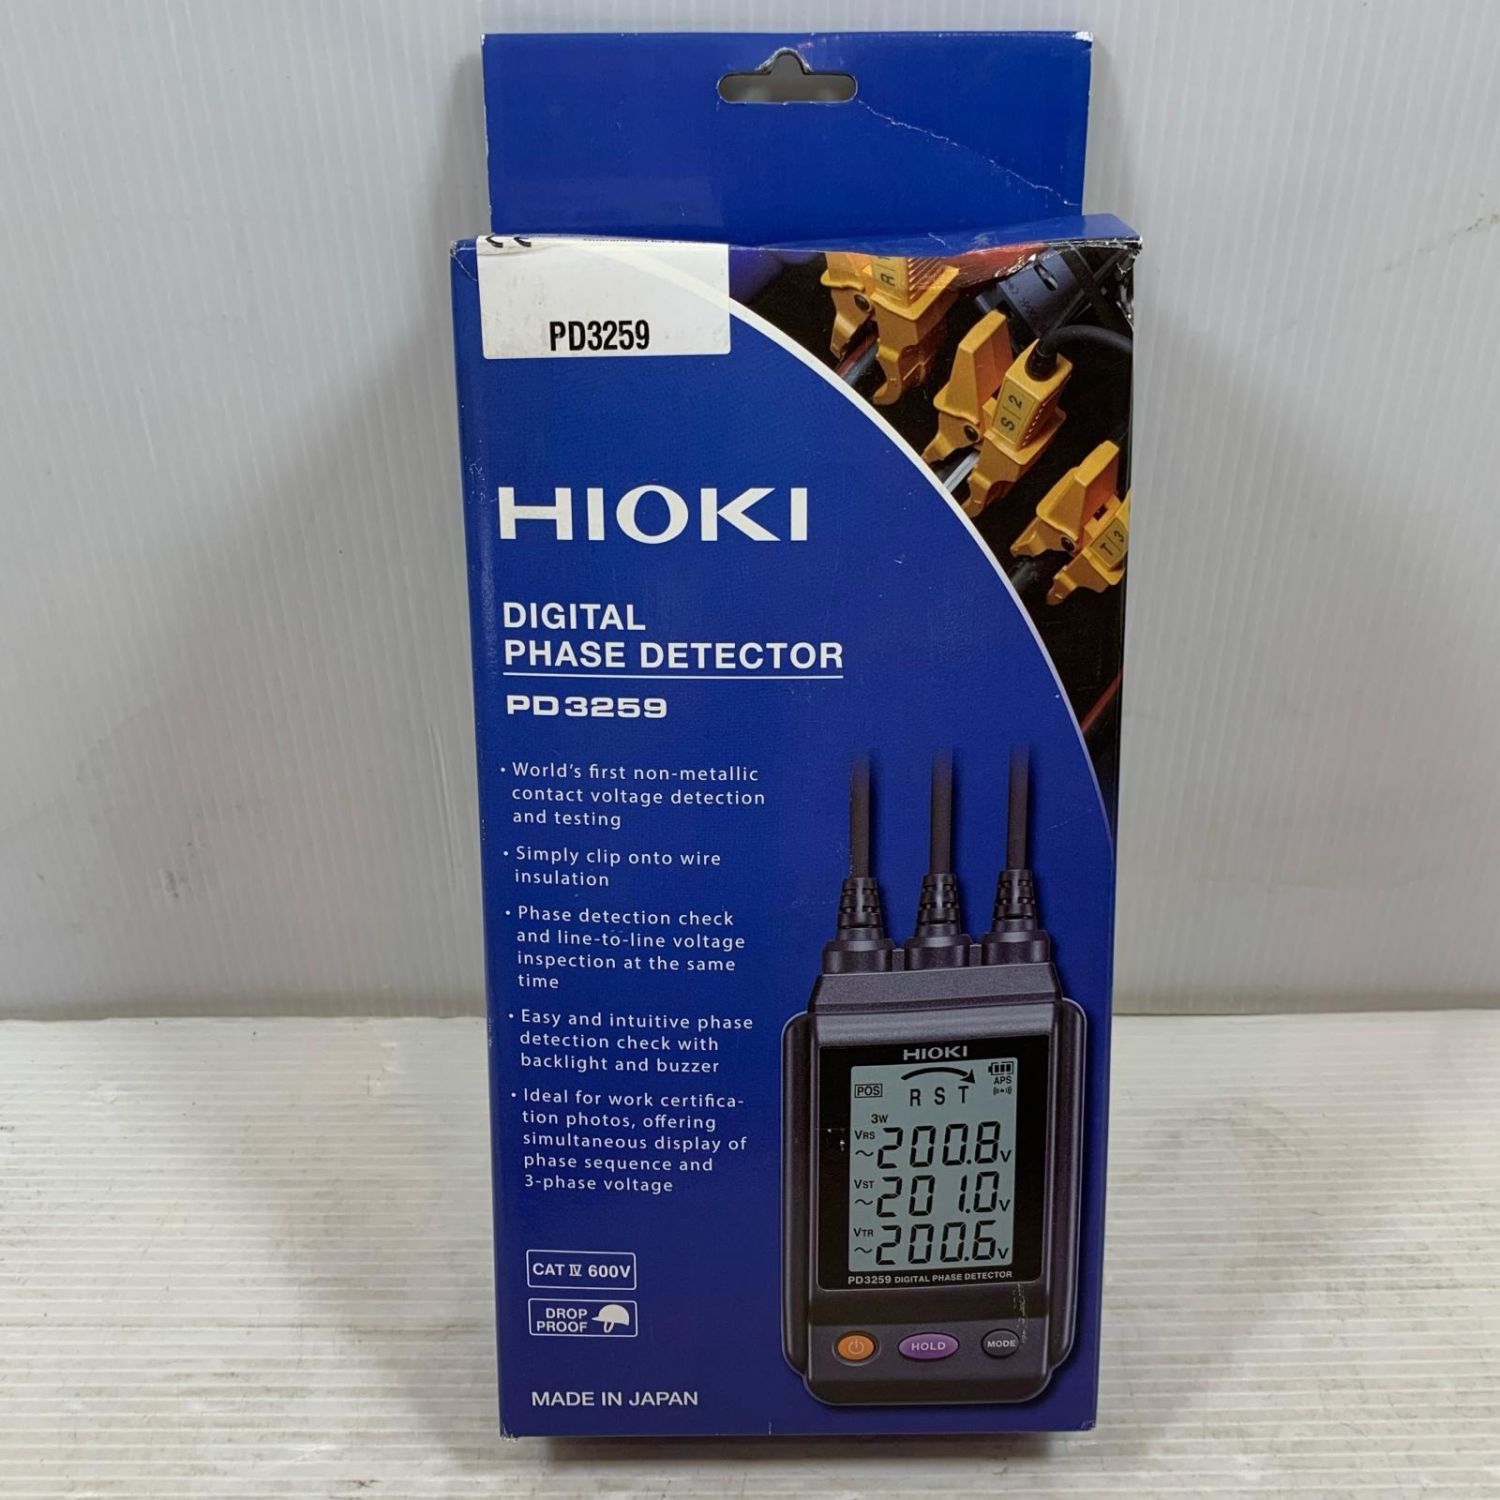 PD3259
R
S 2
T 3
HIOKI
DIGITAL
PHASE DETECTOR
PD3259
• World's first non-metallic
contact voltage detection
and testing
• Simply clip onto wire
insulation
• Phase detection check
and line-to-line voltage
inspection at the same
time
• Easy and intuitive phase
detection check with
backlight and buzzer
• Ideal for work certifica-
tion photos, offering
simultaneous display of
phase sequence and
3-phase voltage
CAT IV 600V
DROP
PROOF
MADE IN JAPAN
HIOKI
POS
R S T
APS
3W
VRS
~200.8V
VST
~201.0V
VTR
~200.6V
PD3259 DIGITAL PHASE DETECTOR
HOLD
MODE